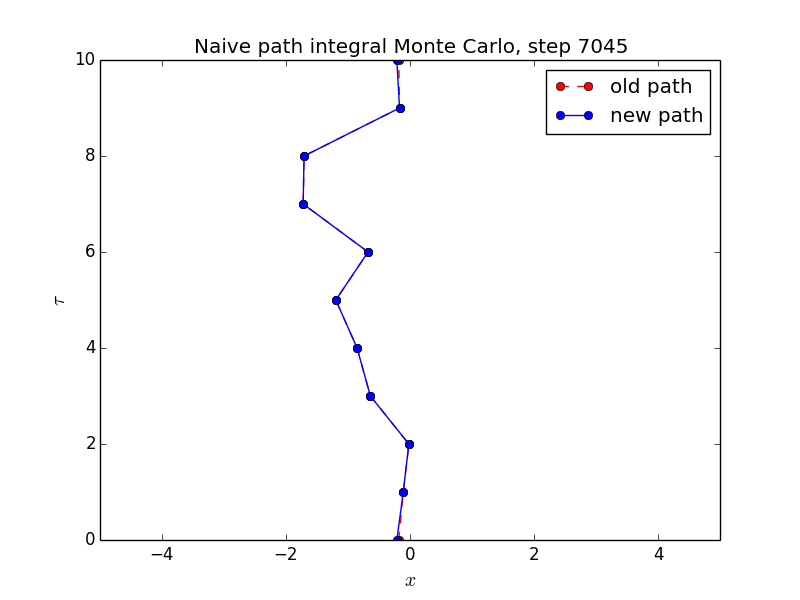 Naive path integral Monte Carlo, step 7045
old path
new path
10
8
6
4
2
0
τ
−4
−2
0
2
4
x